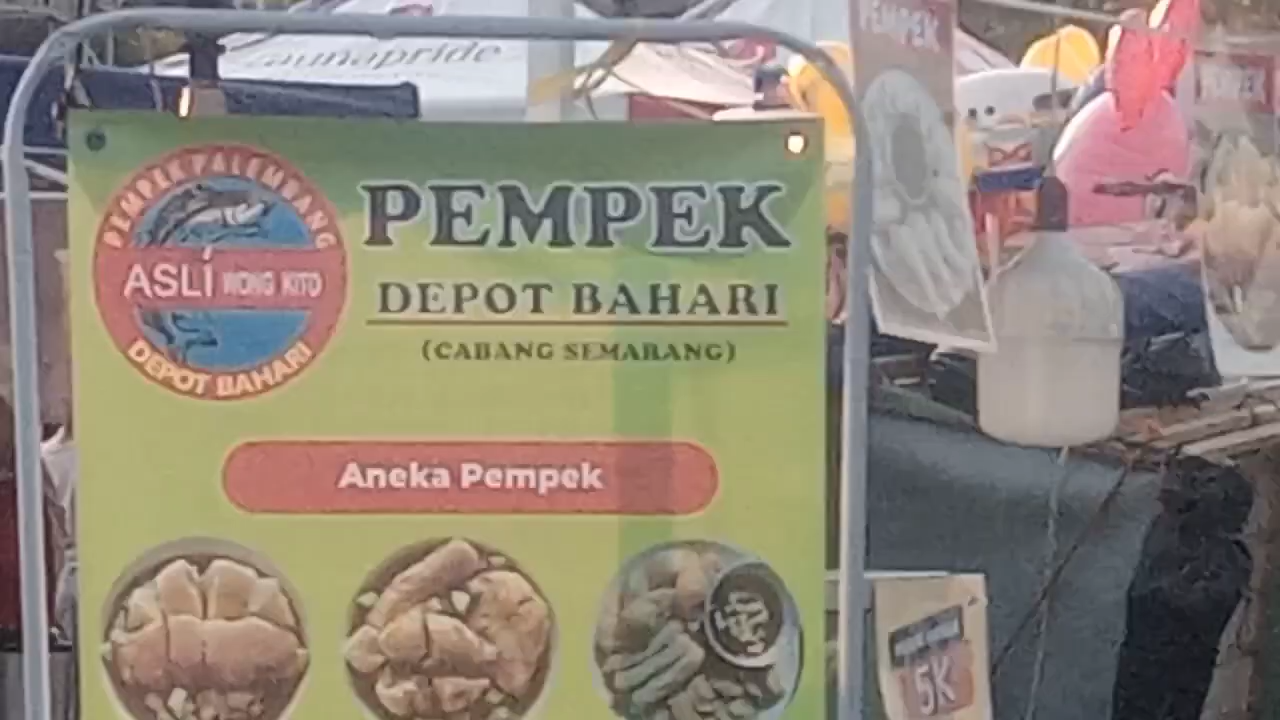 PEMPEK PALEMBANG
ASLI WONG KITO
DEPOT BAHARI
PEMPEK
DEPOT BAHARI
(CABANG SEMARANG)
Aneka Pempek
PEMPEK
5K